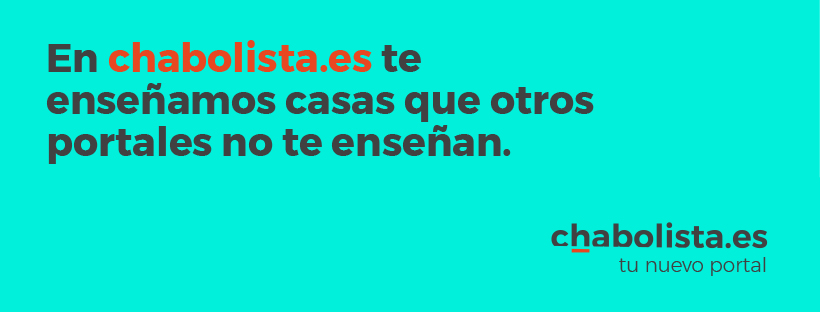 En chabolista.es te
enseñamos casas que otros
portales no te enseñan.
chabolista.es
tu nuevo portal